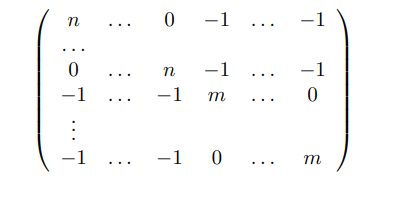 n … 0 −1 … −1
…
0 … n −1 … −1
−1 … −1 m … 0
⋮
−1 … −1 0 … m